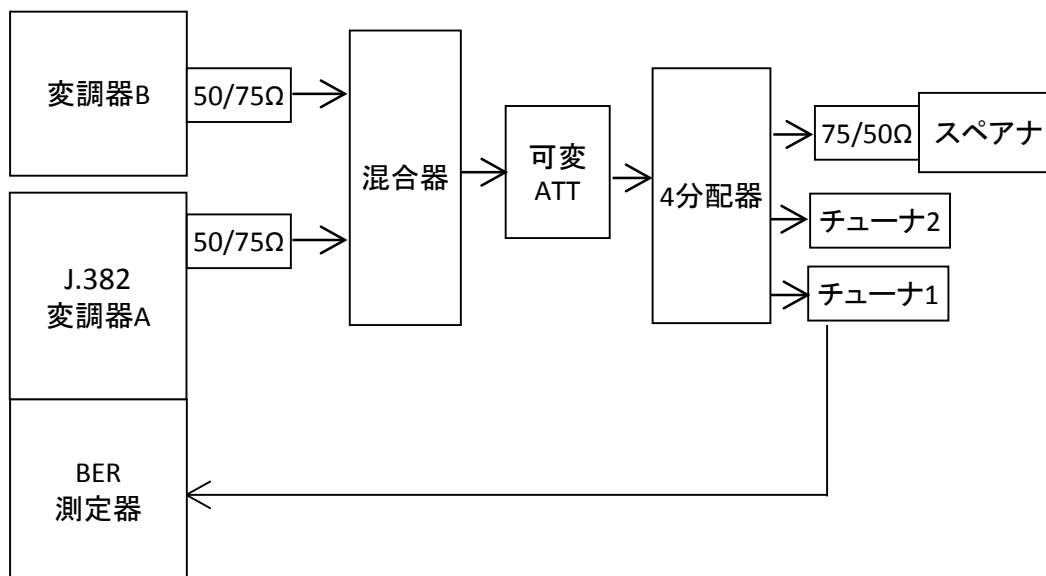 変調器B
50/75Ω
混合器
可変
ATT
4分配器
75/50Ω
スペアナ
チューナ2
チューナ1
J.382
変調器A
50/75Ω
BER
測定器